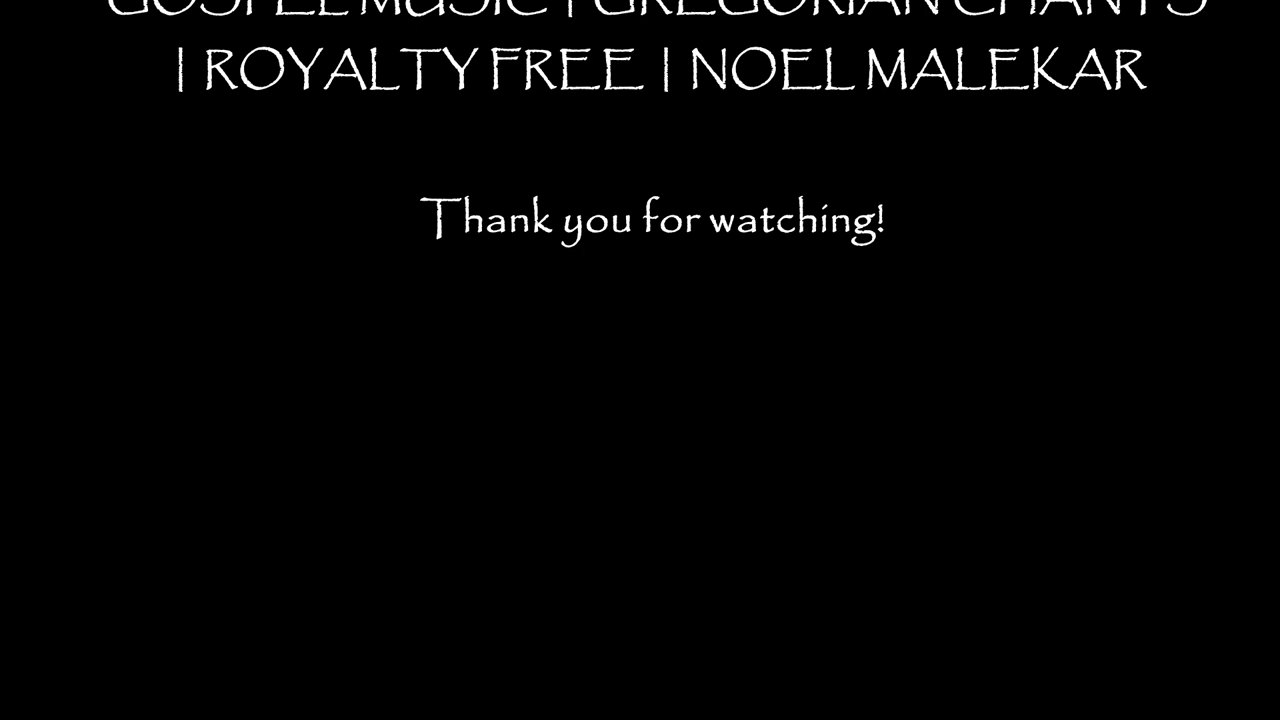 GOSPEL MUSIC | GREGORIAN CHANTS
| ROYALTY FREE | NOEL MALEKAR
Thank you for watching!